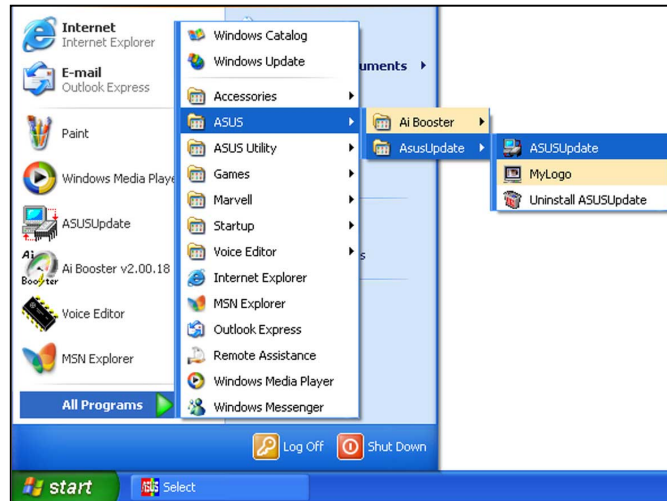 Internet
Internet Explorer
E-mail
Outlook Express
Paint
Windows Media Playe
ASUSUpdate
Ai Booster v2.00.18
Voice Editor
MSN Explorer
All Programs
Windows Catalog
Windows Update
Accessories
ASUS
ASUS Utility
Games
Marvell
Startup
Voice Editor
Internet Explorer
MSN Explorer
Outlook Express
Remote Assistance
Windows Media Player
Windows Messenger
uments
s
Ai Booster
AsusUpdate
ASUSUpdate
MyLogo
Uninstall ASUSUpdate
Log Off
Shut Down
start
Select